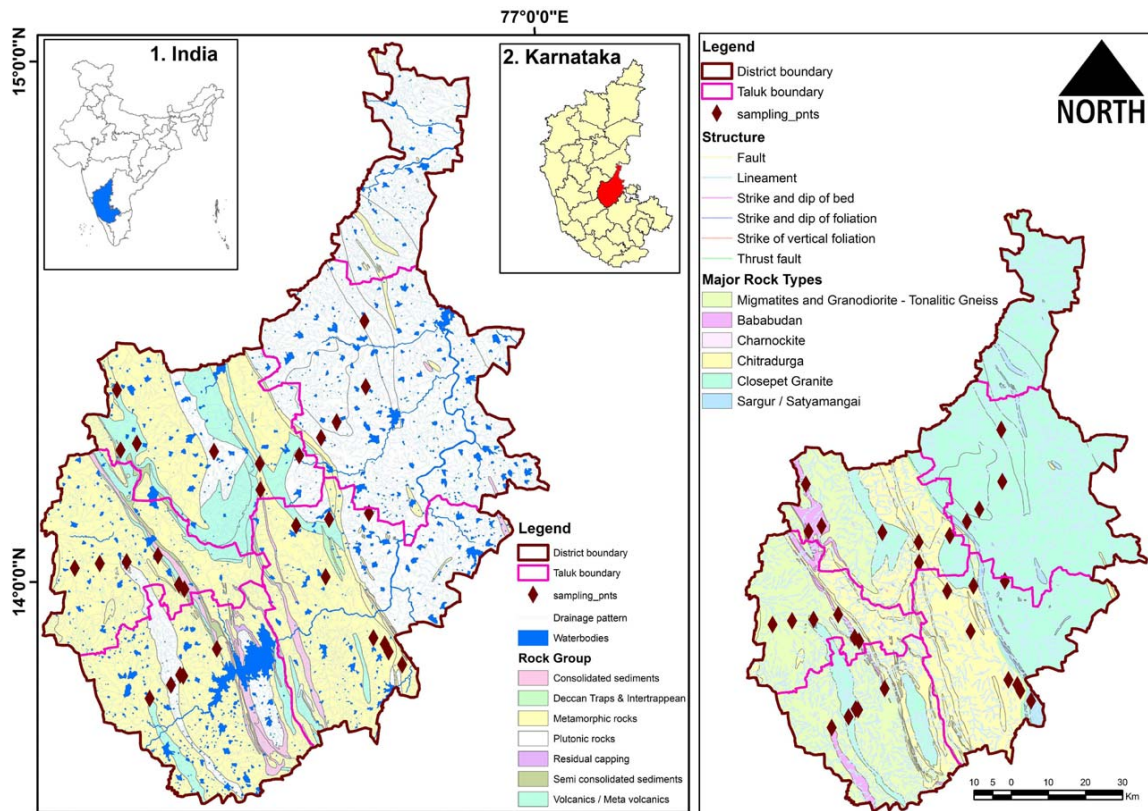 77°0'0"E
15°0'0"N
14°0'0"N
1. India
2. Karnataka
Legend
District boundary
Taluk boundary
sampling_pnts
Drainage pattern
Waterbodies
Rock Group
Consolidated sediments
Deccan Traps & Intertrappean
Metamorphic rocks
Plutonic rocks
Residual capping
Semi consolidated sediments
Volcanics / Meta volcanics
Legend
District boundary
Taluk boundary
sampling_pnts
Structure
Fault
Lineament
Strike and dip of bed
Strike and dip of foliation
Strike of vertical foliation
Thrust fault
Major Rock Types
Migmatites and Granodiorite - Tonalitic Gneiss
Bababudan
Charnockite
Chitradurga
Closepet Granite
Sargur / Satyamangai
NORTH
10 5 0 10 20 30
Km